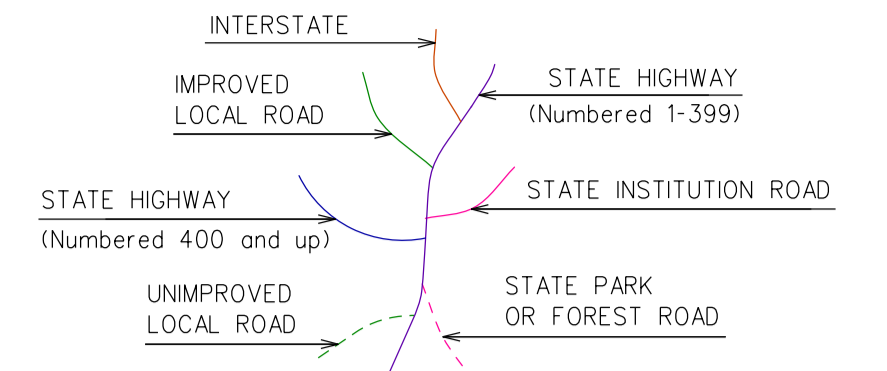 INTERSTATE
IMPROVED
LOCAL ROAD
STATE HIGHWAY
(Numbered 1-399)
STATE HIGHWAY
(Numbered 400 and up)
STATE INSTITUTION ROAD
UNIMPROVED
LOCAL ROAD
STATE PARK
OR FOREST ROAD